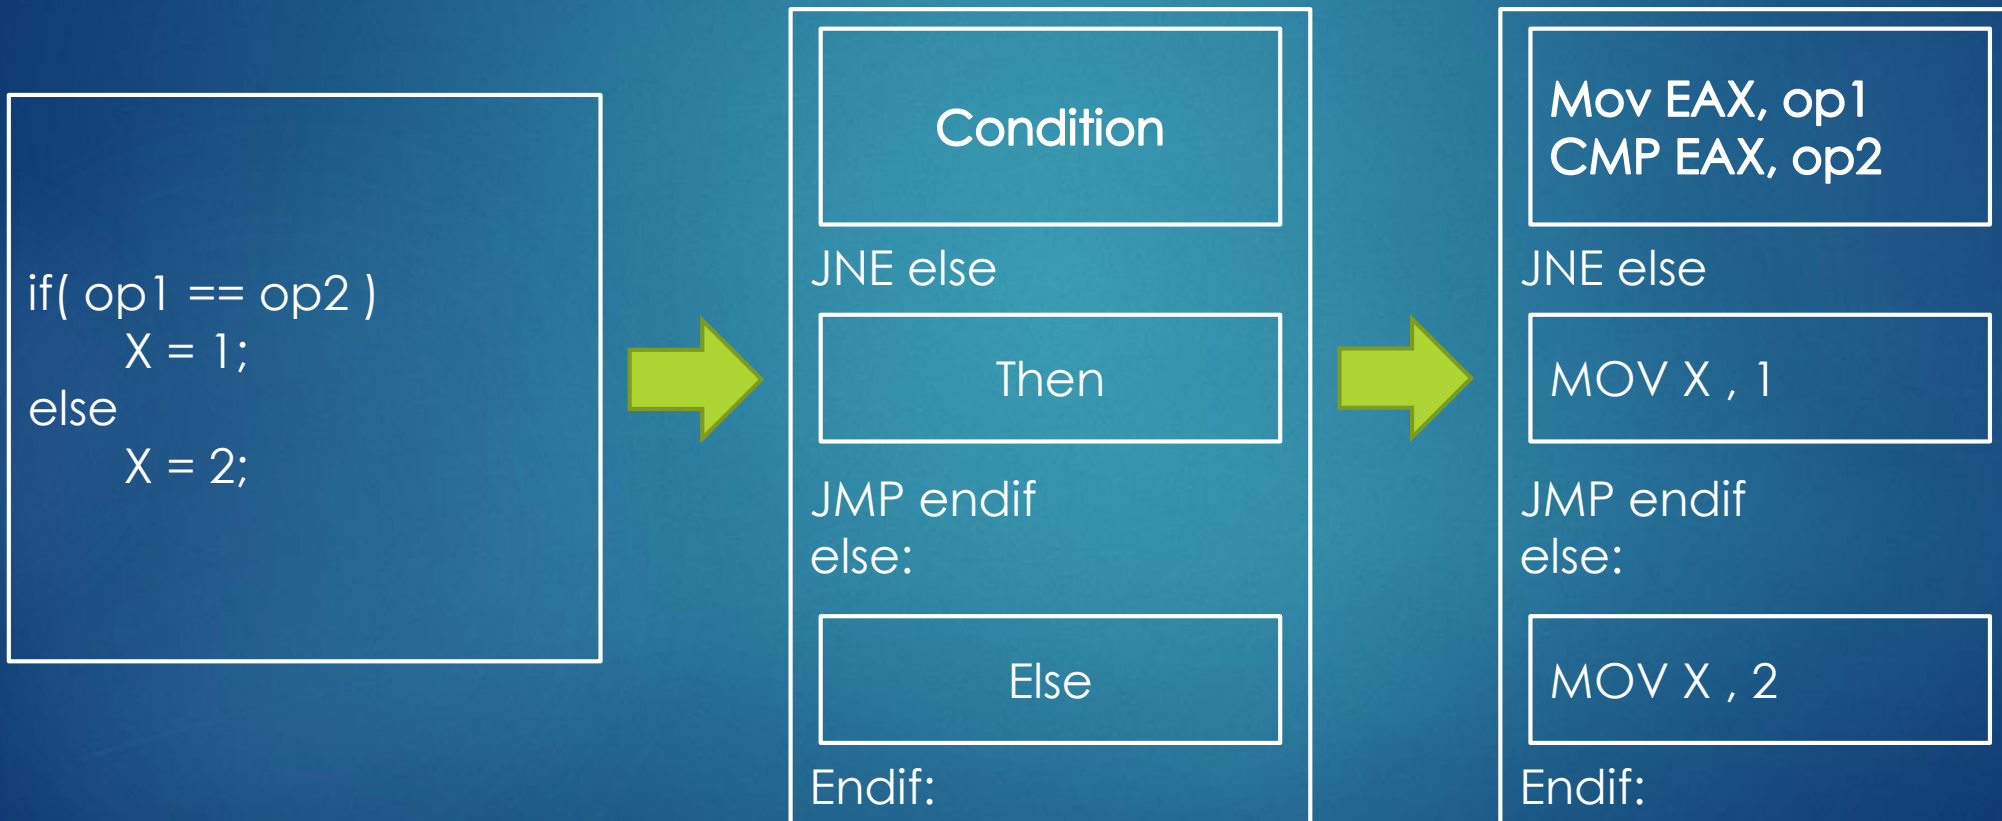 if( op1 == op2 )
X = 1;
else
X = 2;
Condition
JNE else
Then
JMP endif
else:
Else
Endif:
Mov EAX, op1
CMP EAX, op2
JNE else
MOV X , 1
JMP endif
else:
MOV X , 2
Endif: